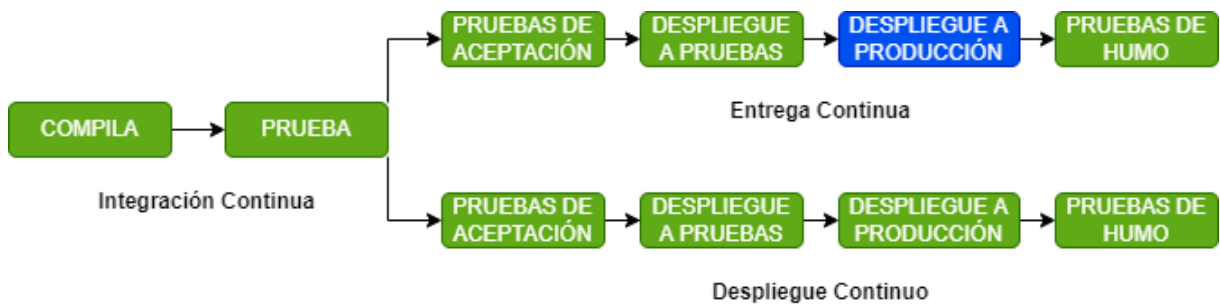 PRUEBAS DE
ACEPTACIÓN
DESPLIEGUE
A PRUEBAS
DESPLIEGUE A
PRODUCCIÓN
PRUEBAS DE
HUMO
Entrega Continua
COMPILA
PRUEBA
Integración Continua
PRUEBAS DE
ACEPTACIÓN
DESPLIEGUE
A PRUEBAS
DESPLIEGUE A
PRODUCCIÓN
PRUEBAS DE
HUMO
Despliegue Continuo